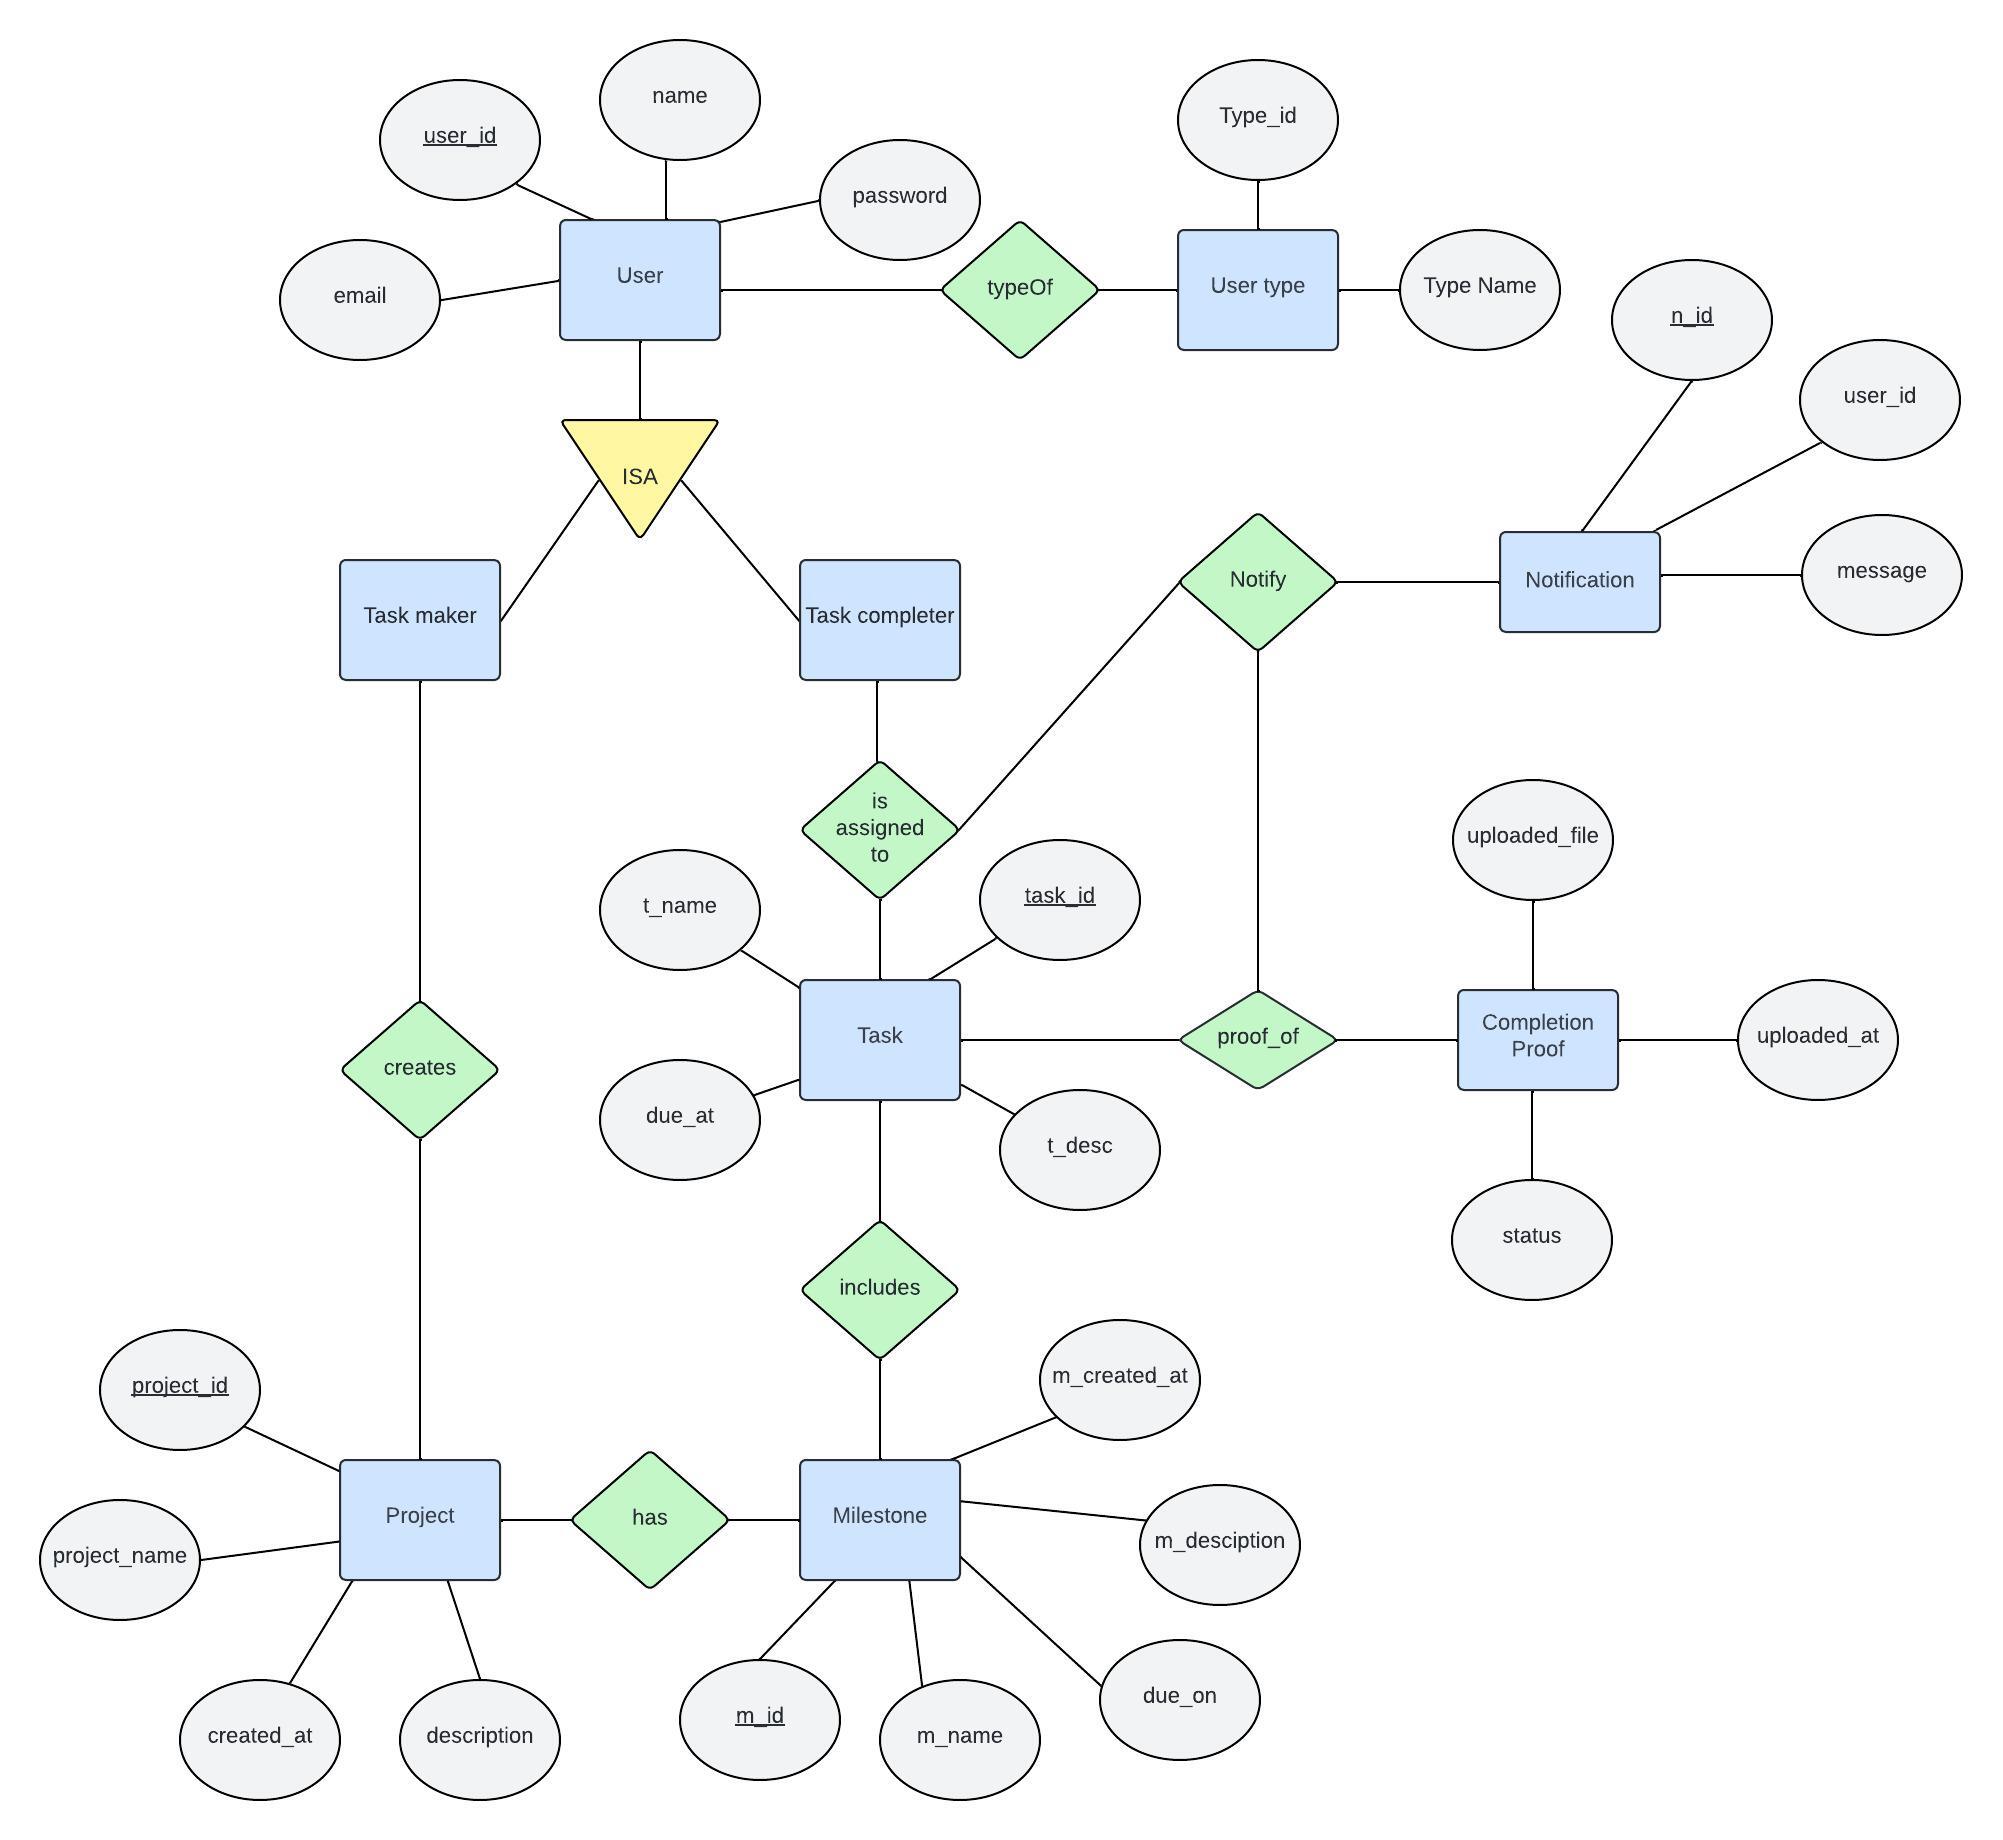 name
user_id
Type_id
password
User
typeOf
User type
Type Name
email
n_id
user_id
ISA
Notify
Notification
message
Task maker
Task completer
is
assigned
to
uploaded_file
t_name
task_id
Task
proof_of
Completion
Proof
uploaded_at
creates
due_at
t_desc
status
includes
project_id
m_created_at
Project
has
Milestone
m_desciption
project_name
due_on
m_id
created_at
description
m_name